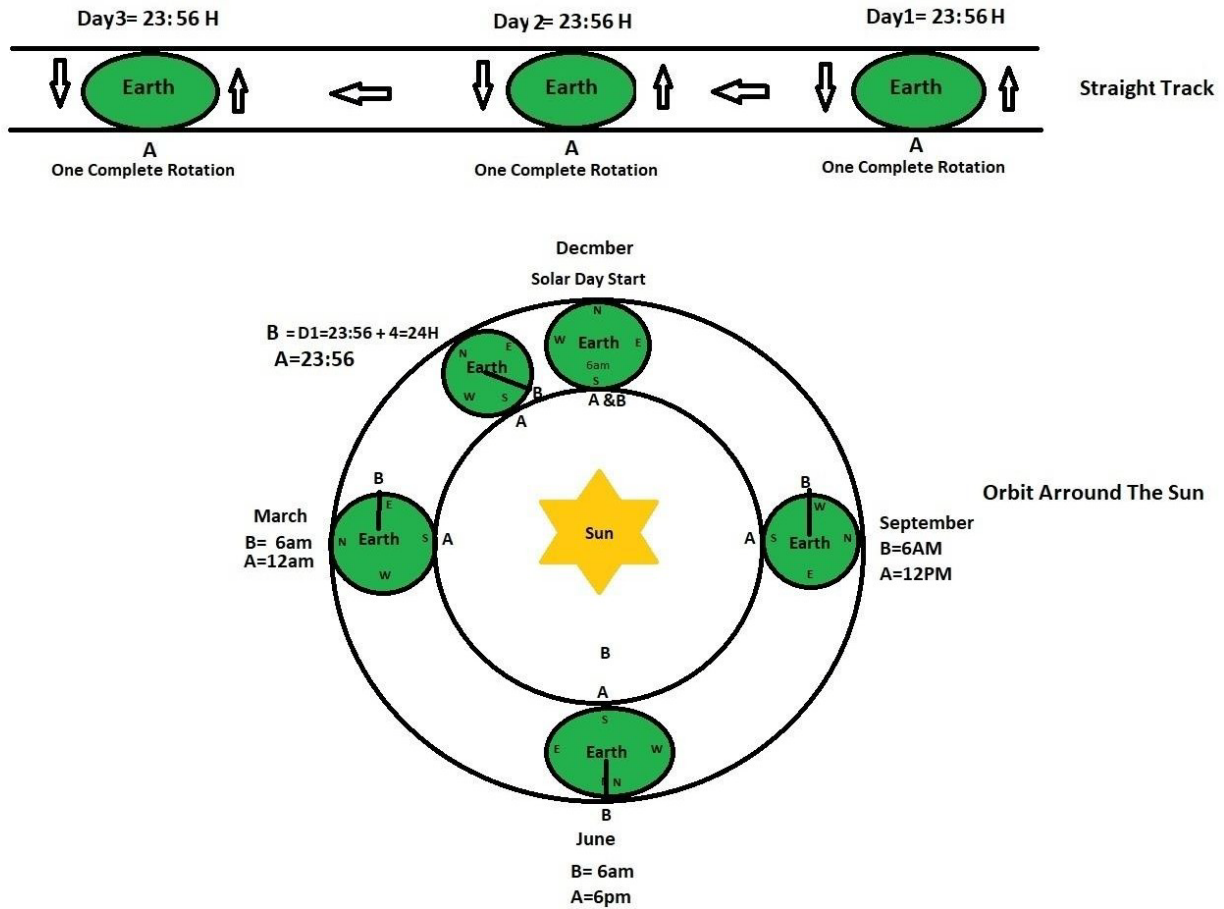 Day3= 23:56 H
Day 2= 23:56 H
Day1= 23:56 H
Earth
Earth
Earth
Straight Track
A
One Complete Rotation
A
One Complete Rotation
A
One Complete Rotation
Decmber
Solar Day Start
B = D1=23:56 + 4=24H
A=23:56
N
W
Earth
E
6am
S
A &B
N
E
Earth
W
S
B
A
March
B= 6am
A=12am
B
E
N
Earth
S
W
A
Sun
A
B
W
S
Earth
N
E
September
B=6AM
A=12PM
Orbit Arround The Sun
B
A
S
E
Earth
W
N
B
June
B= 6am
A=6pm